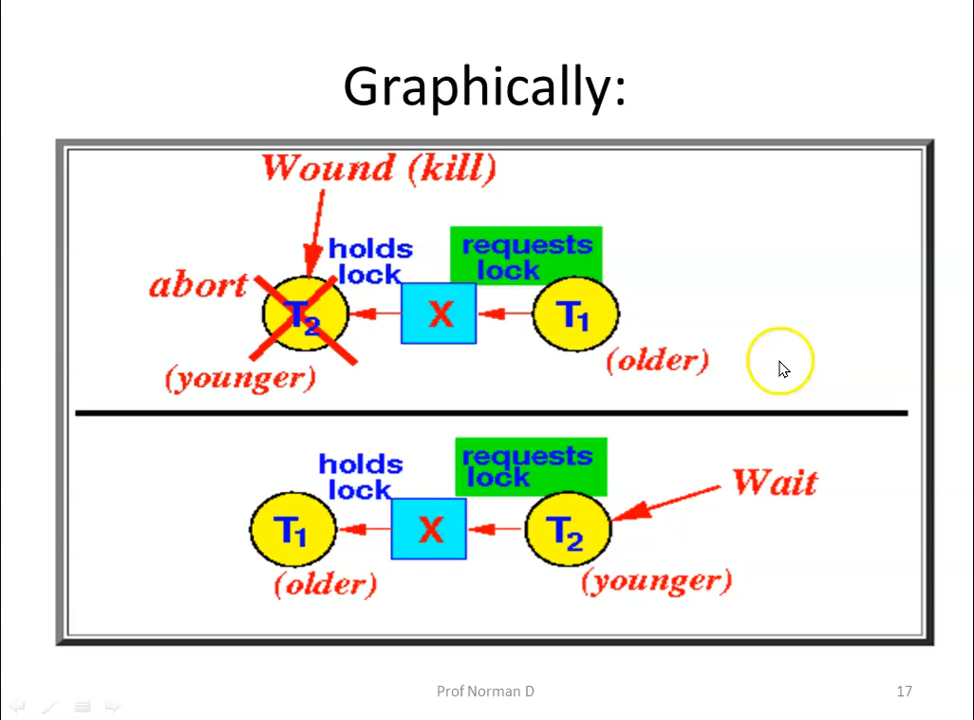 Graphically:
Wound (kill)
holds
lock
requests
lock
abort
T2
X
T1
(younger)
(older)
holds
lock
requests
lock
Wait
T1
X
T2
(older)
(younger)
Prof Norman D
17